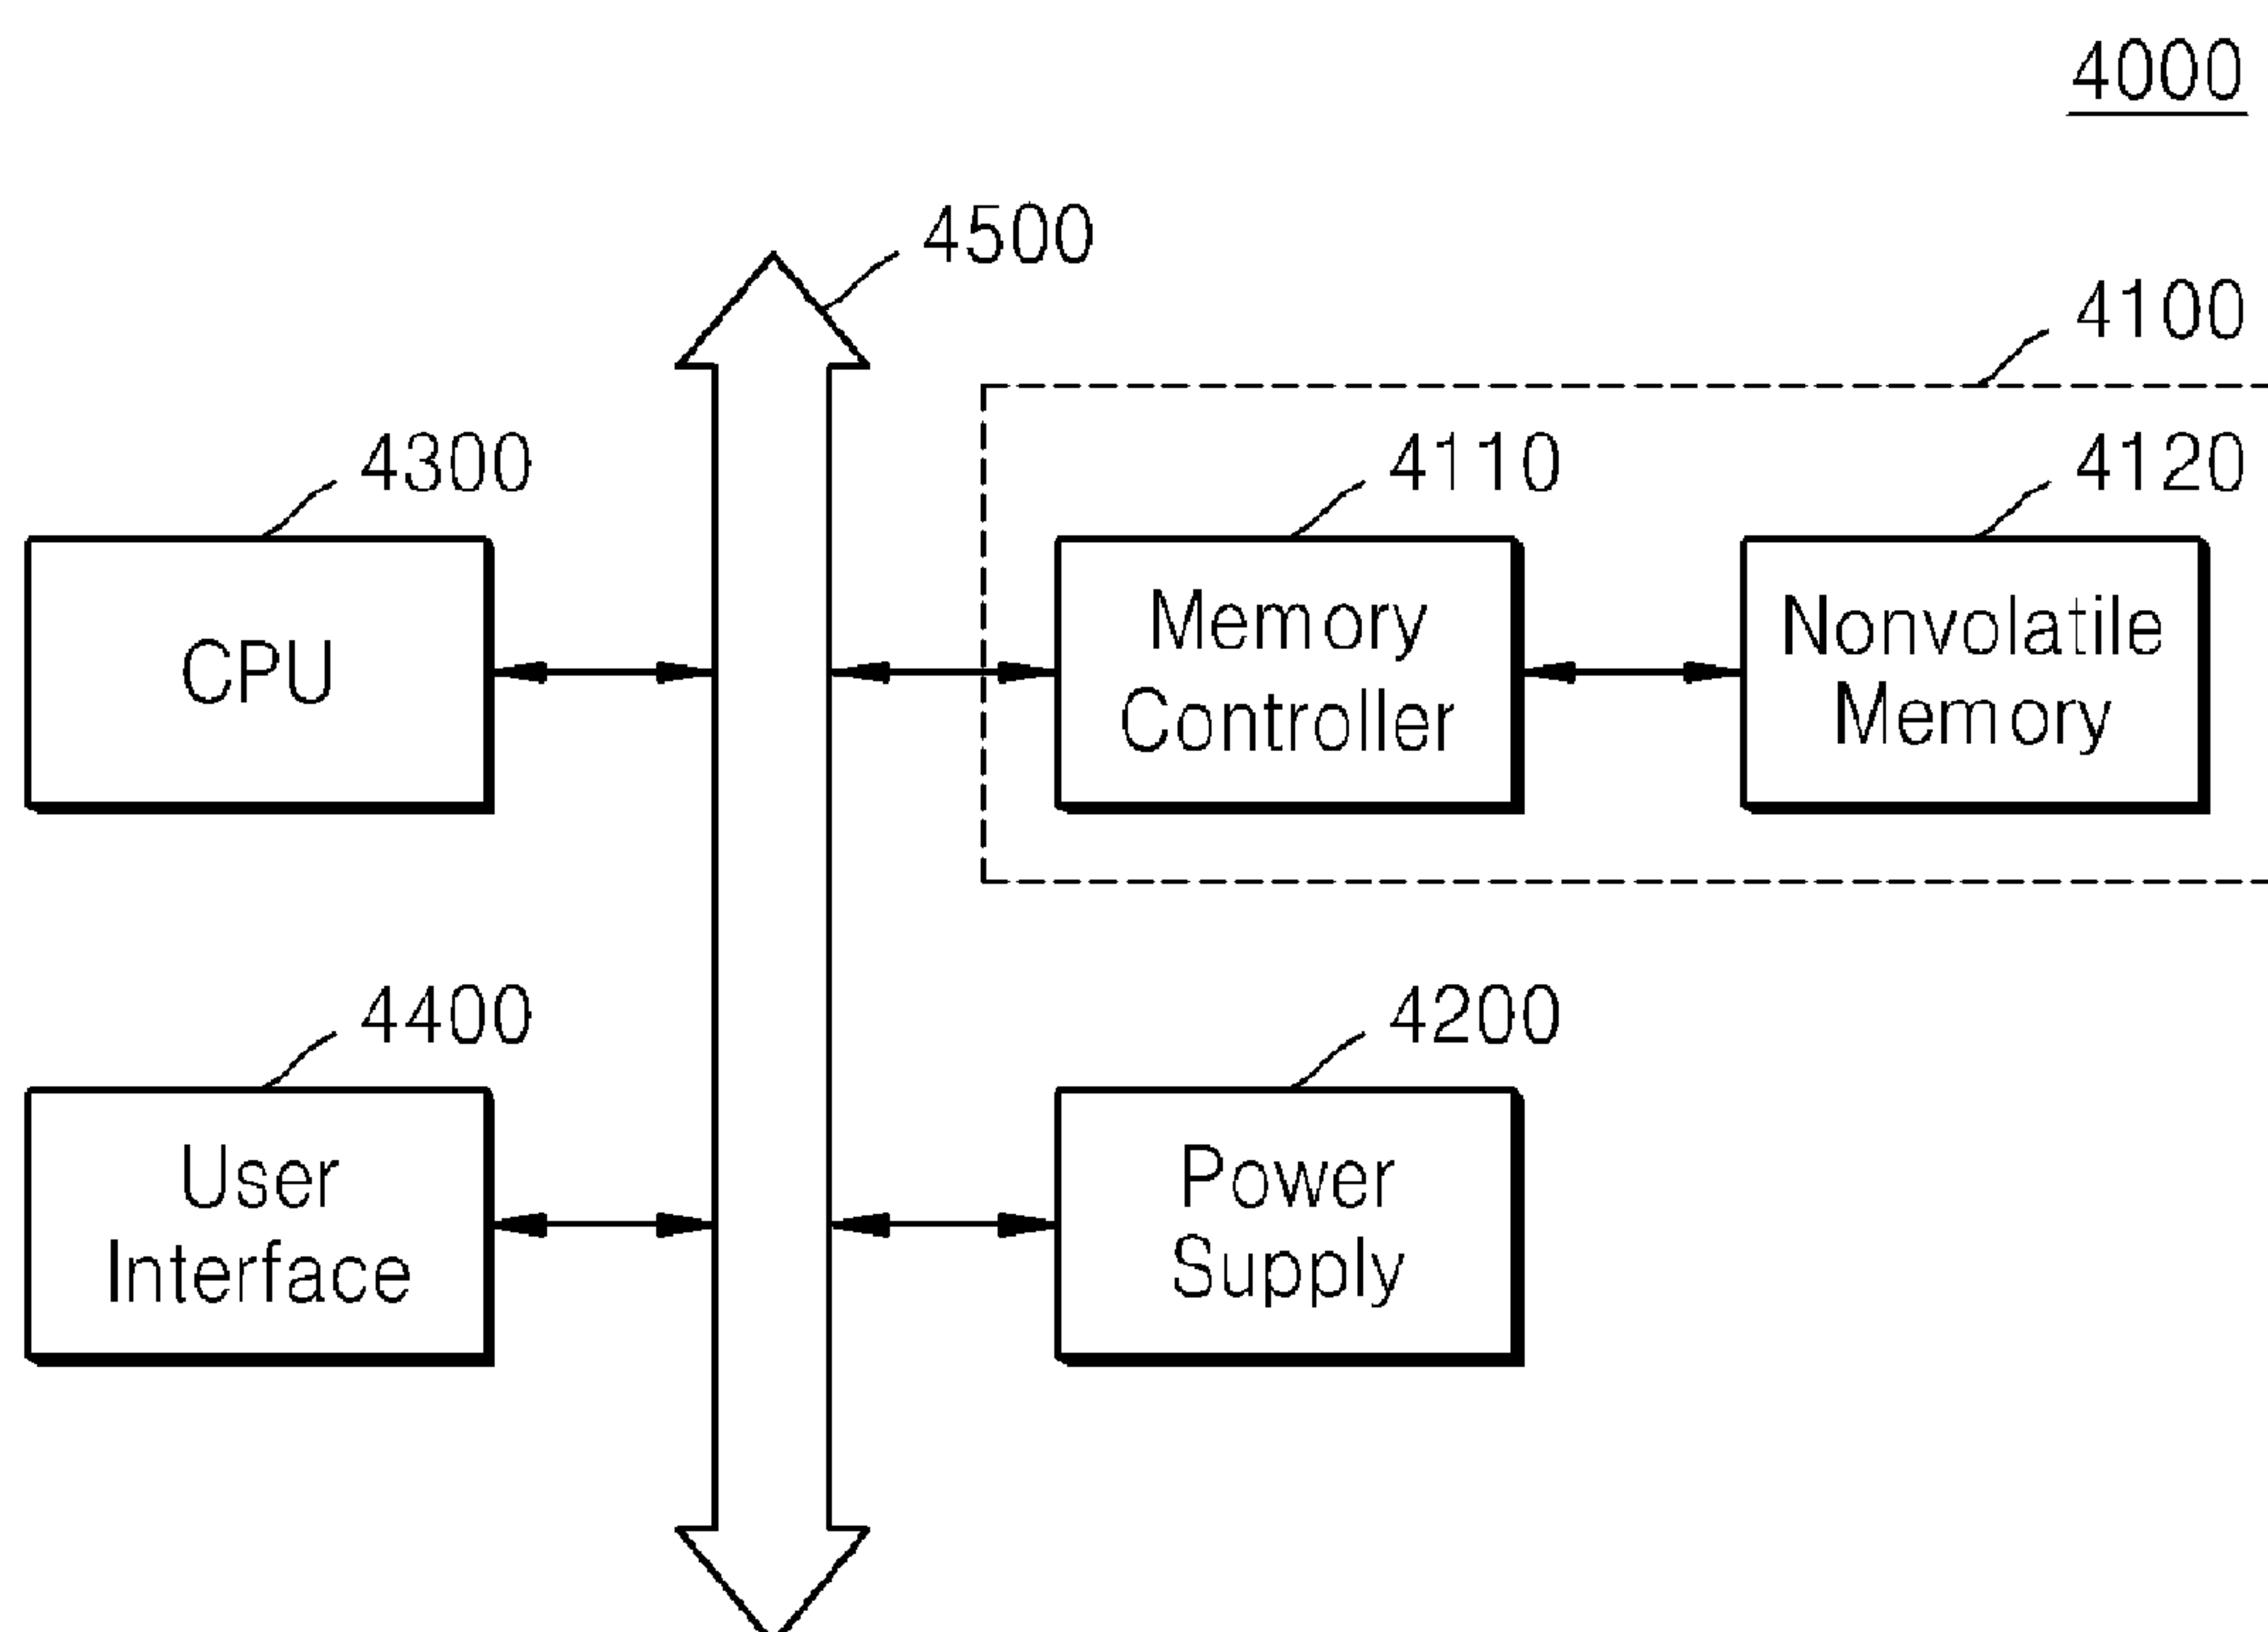 4000
4500
4100
4300
4110
4120
CPU
Memory
Controller
Nonvolatile
Memory
4400
4200
User
Interface
Power
Supply